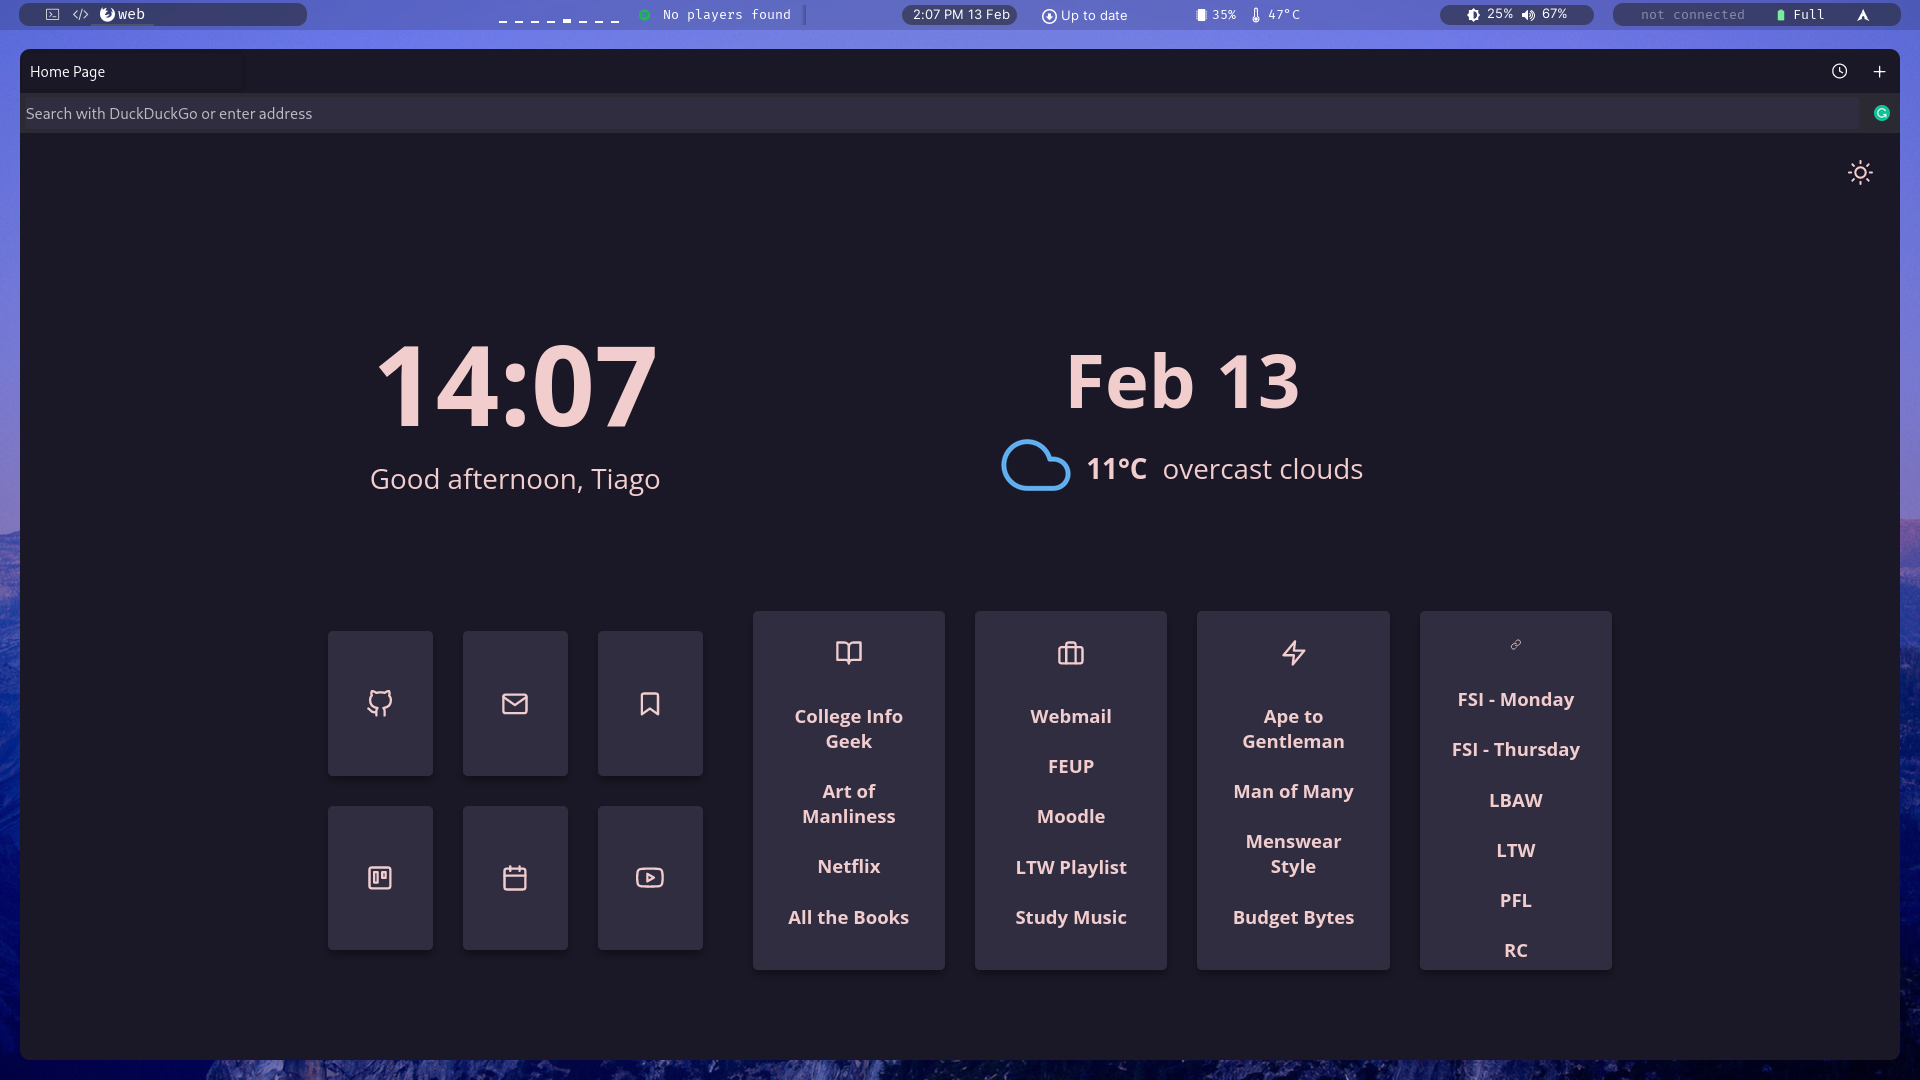 web
No players found
2:07 PM 13 Feb
Up to date
35%
47°C
25%
67%
not connected
Full
Home Page
Search with DuckDuckGo or enter address
14:07
Good afternoon, Tiago
Feb 13
11°C overcast clouds
College Info
Geek
Art of
Manliness
Netflix
All the Books
Webmail
FEUP
Moodle
LTW Playlist
Study Music
Ape to
Gentleman
Man of Many
Menswear
Style
Budget Bytes
FSI - Monday
FSI - Thursday
LBAW
LTW
PFL
RC